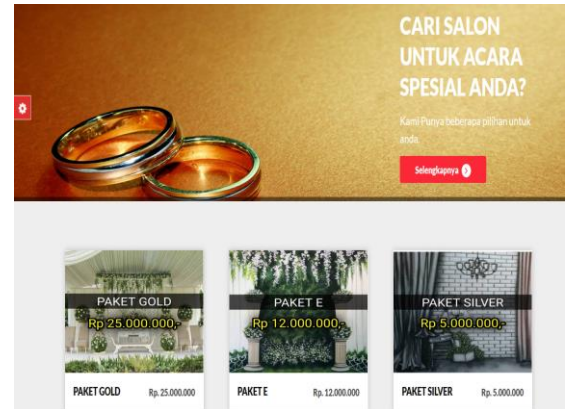 CARI SALON
UNTUK ACARA
SPESIAL ANDA?
Kami Punya beberapa pilihan untuk
anda.
Selengkapnya
PAKET GOLD
Rp 25.000.000,-
PAKET E
Rp 12.000.000,-
PAKET SILVER
Rp 5.000.000,-
PAKET GOLD Rp. 25.000.000
PAKET E Rp. 12.000.000
PAKET SILVER Rp. 5.000.000